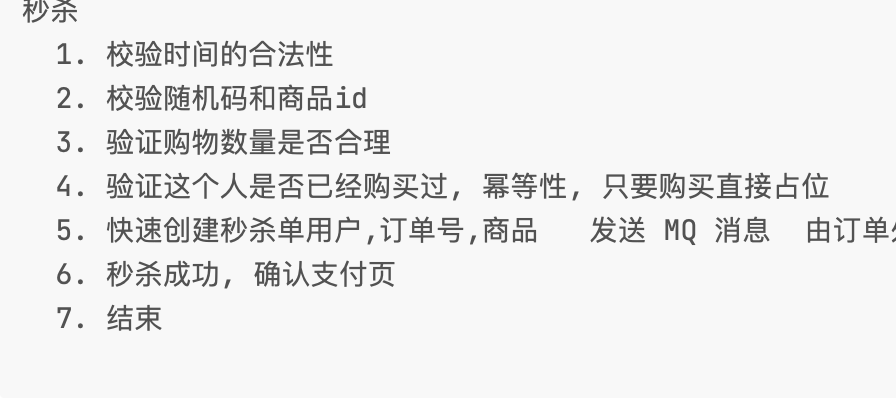 秒杀
1. 校验时间的合法性
2. 校验随机码和商品id
3. 验证购物数量是否合理
4. 验证这个人是否已经购买过, 幂等性, 只要购买直接占位
5. 快速创建秒杀单用户,订单号,商品   发送 MQ 消息  由订单
6. 秒杀成功, 确认支付页
7. 结束